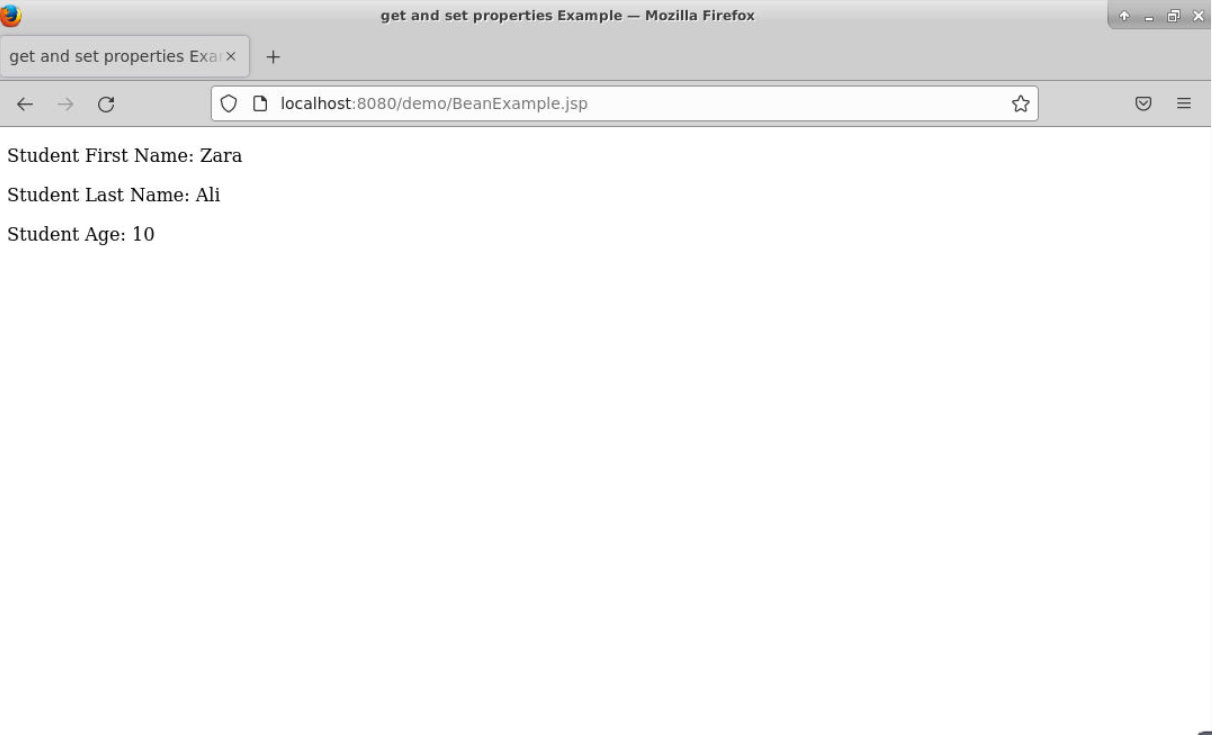 get and set properties Example — Mozilla Firefox
get and set properties Exar
localhost:8080/demo/BeanExample.jsp
Student First Name: Zara
Student Last Name: Ali
Student Age: 10